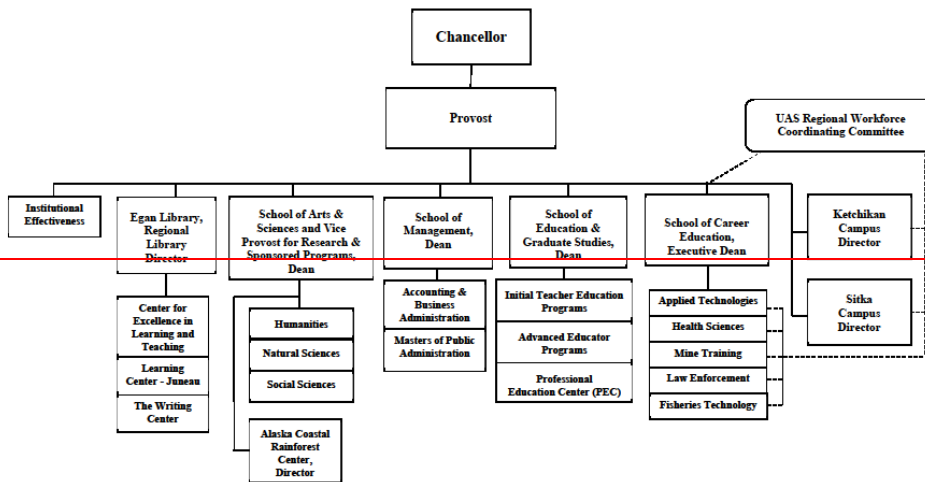 Chancellor
Provost
UAS Regional Workforce
Coordinating Committee
Institutional
Effectiveness
Egan Library,
Regional
Library
Director
School of Arts &
Sciences and Vice
Provost for Research &
Sponsored Programs,
Dean
School of
Management,
Dean
School of
Education &
Graduate Studies,
Dean
School of Career
Education,
Executive Dean
Ketchikan
Campus
Director
Sitka
Campus
Director
Center for
Excellence in
Learning and
Teaching
Learning
Center - Juneau
The Writing
Center
Humanities
Natural Sciences
Social Sciences
Alaska Coastal
Rainforest
Center,
Director
Accounting &
Business
Administration
Masters of Public
Administration
Initial Teacher Education
Programs
Advanced Educator
Programs
Professional
Education Center (PEC)
Applied Technologies
Health Sciences
Mine Training
Law Enforcement
Fisheries Technology